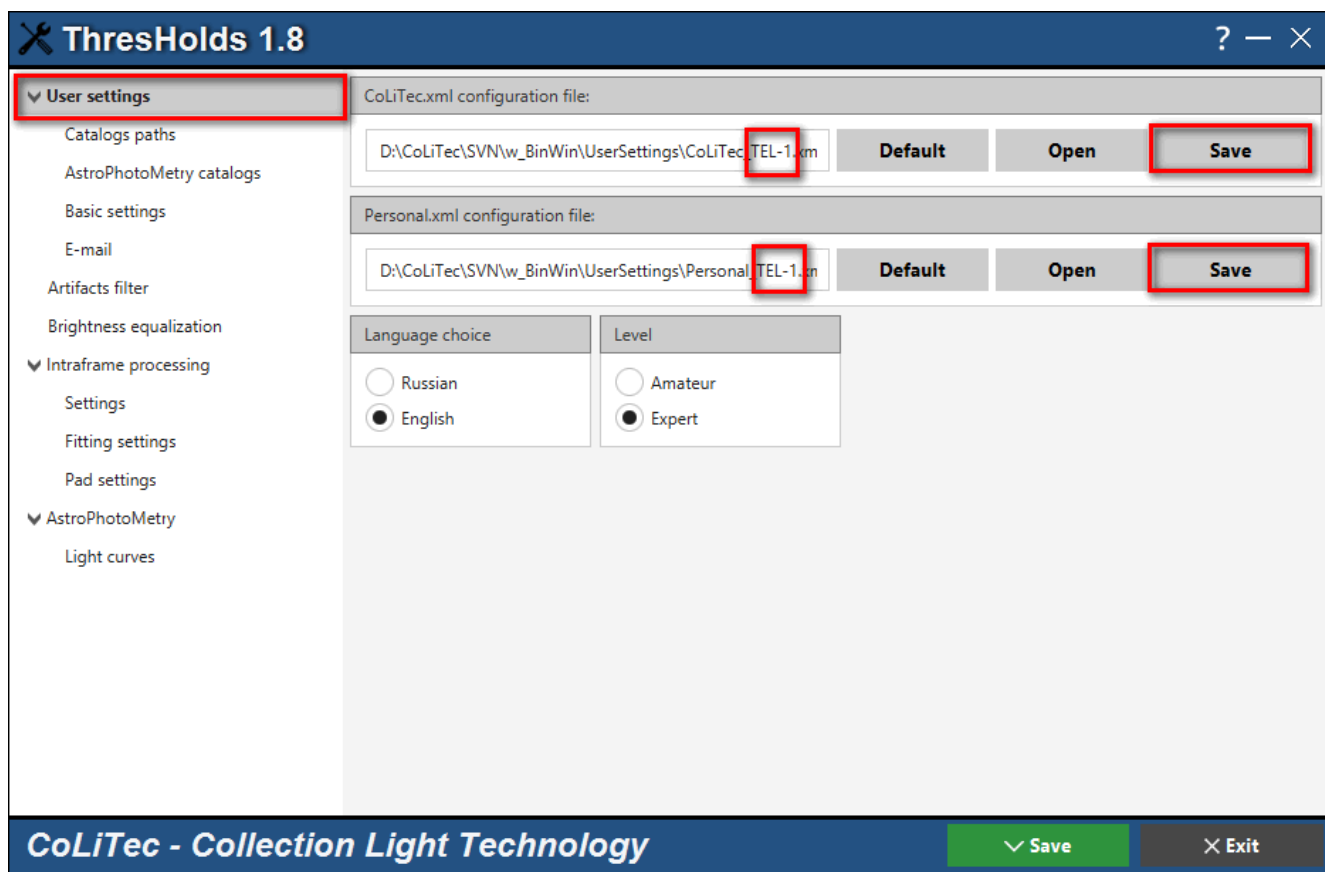 ThresHolds 1.8
?
User settings
Catalogs paths
AstroPhotoMetry catalogs
Basic settings
E-mail
Artifacts filter
Brightness equalization
Intraframe processing
Settings
Fitting settings
Pad settings
AstroPhotoMetry
Light curves
CoLiTec.xml configuration file:
D:\CoLiTec\SVN\w_BinWin\UserSettings\CoLiTec_TEL-1.xm
Default
Open
Save
Personal.xml configuration file:
D:\CoLiTec\SVN\w_BinWin\UserSettings\Personal_TEL-1.xm
Default
Open
Save
Language choice
Russian
English
Level
Amateur
Expert
CoLiTec - Collection Light Technology
Save
Exit